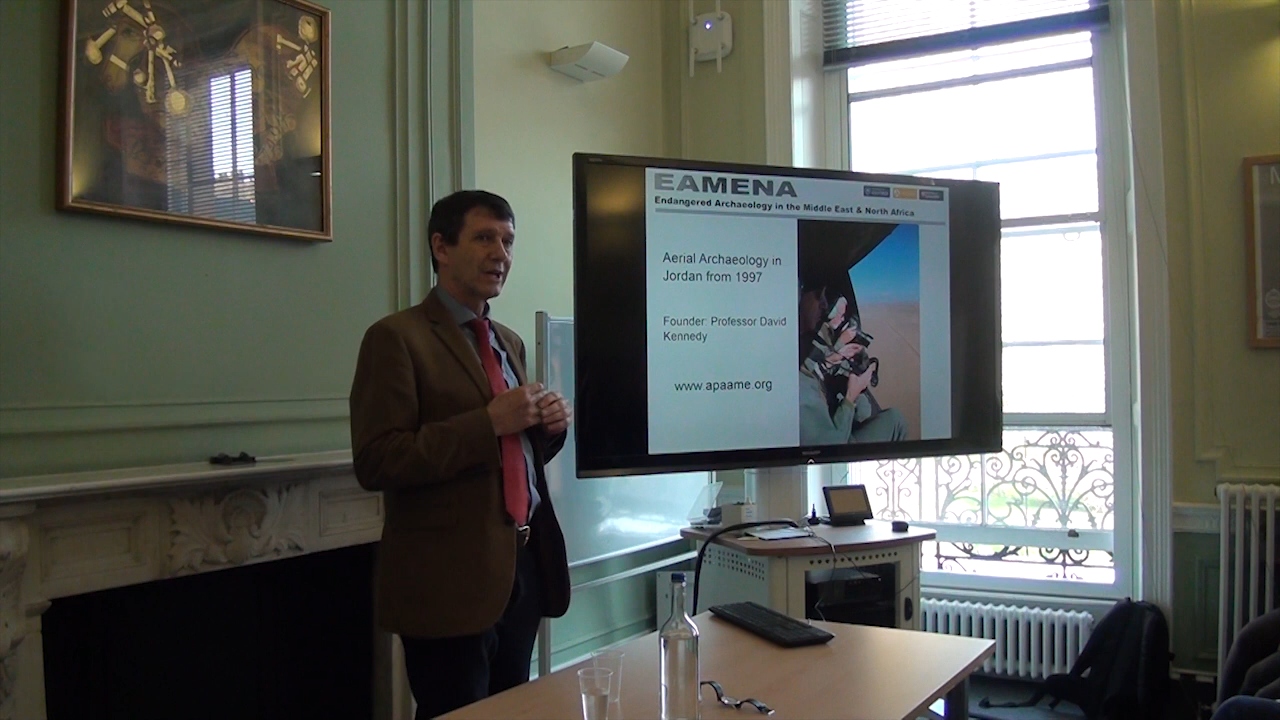 EAMENA
Endangered Archaeology in the Middle East & North Africa
Aerial Archaeology in
Jordan from 1997
Founder: Professor David
Kennedy
www.apaame.org